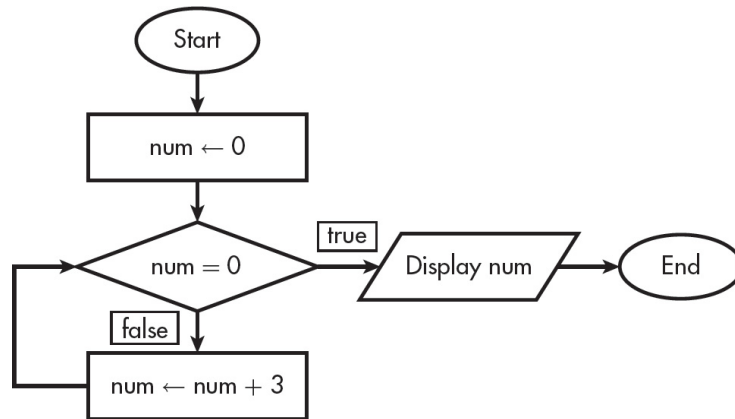 Start
num ← 0
num = 0
true
Display num
End
false
num ← num + 3